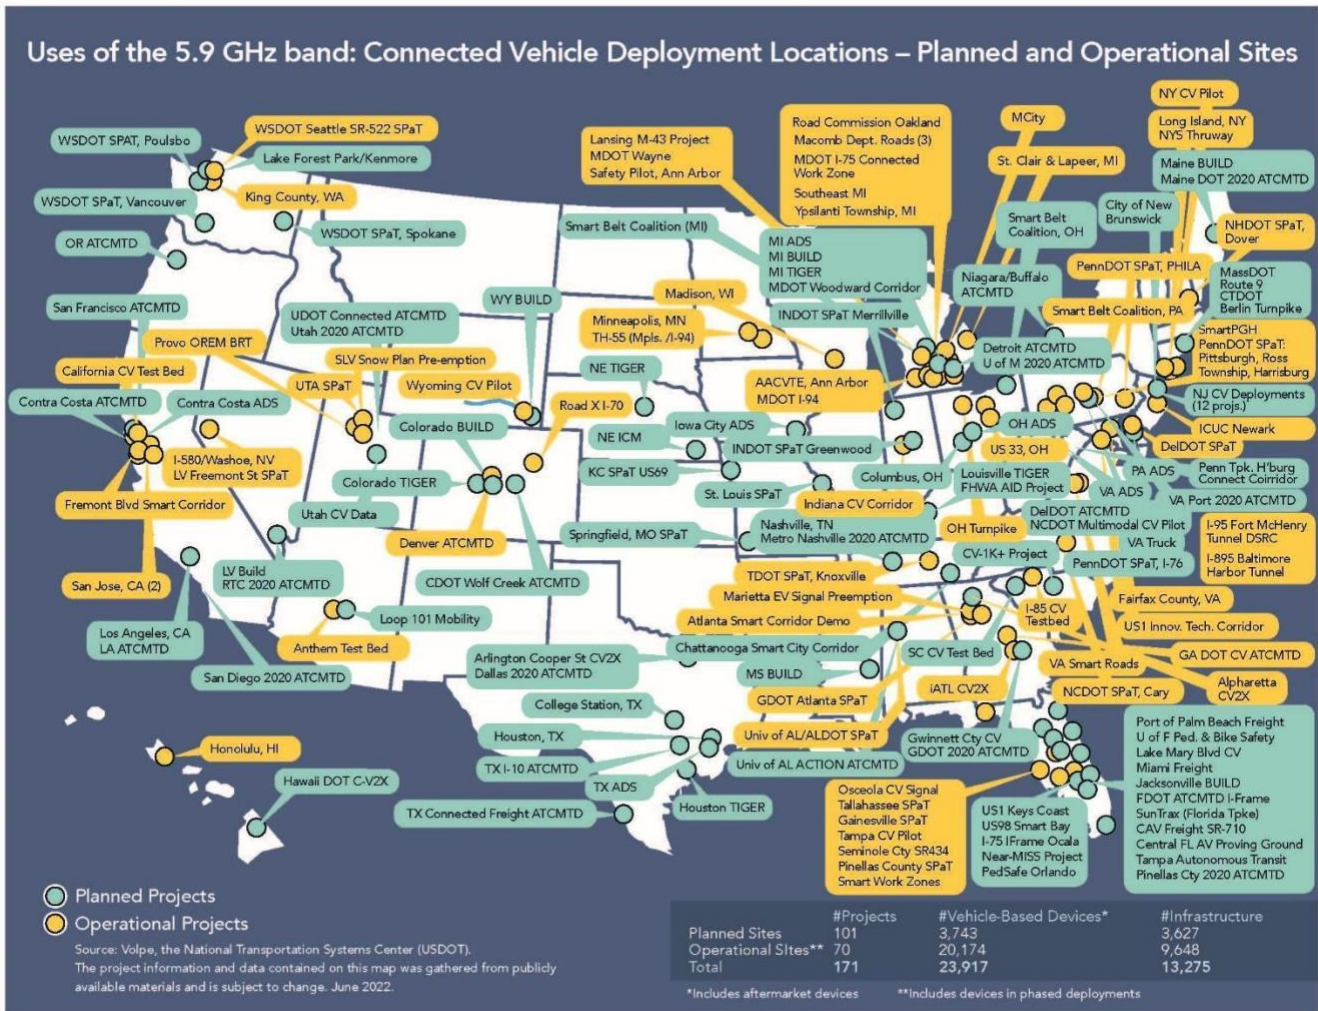 Uses of the 5.9 GHz band: Connected Vehicle Deployment Locations – Planned and Operational Sites
WSDOT SPAT, Poulsbo
WSDOT Seattle SR-522 SPaT
Lake Forest Park/Kenmore
King County, WA
WSDOT SPaT, Vancouver
WSDOT SPaT, Spokane
OR ATCMTD
San Francisco ATCMTD
Provo OREM BRT
California CV Test Bed
Contra Costa ATCMTD
Contra Costa ADS
UDOT Connected ATCMTD
Utah 2020 ATCMTD
SLV Snow Plan Pre-emption
UTA SPaT
WY BUILD
Wyoming CV Pilot
Road X I-70
Colorado BUILD
I-580/Washoe, NV
LV Freemont St SPaT
Fremont Blvd Smart Corridor
Colorado TIGER
Utah CV Data
Denver ATCMTD
San Jose, CA (2)
LV Build
RTC 2020 ATCMTD
CDOT Wolf Creek ATCMTD
Los Angeles, CA
LA ATCMTD
Loop 101 Mobility
Anthem Test Bed
San Diego 2020 ATCMTD
Lansing M-43 Project
MDOT Wayne
Safety Pilot, Ann Arbor
Road Commission Oakland
Macomb Dept. Roads (3)
MDOT I-75 Connected
Work Zone
Southeast MI
Ypsilanti Township, MI
MCity
St. Clair & Lapeer, MI
NY CV Pilot
Long Island, NY
NYS Thruway
Maine BUILD
Maine DOT 2020 ATCMTD
City of New
Brunswick
Smart Belt
Coalition, OH
NHDOT SPaT,
Dover
Smart Belt Coalition (MI)
MI ADS
MI BUILD
MI TIGER
MDOT Woodward Corridor
Niagara/Buffalo
ATCMTD
PennDOT SPaT, PHILA
MassDOT
Route 9
CTDOT
Berlin Turnpike
Madison, WI
Minneapolis, MN
TH-55 (Mpls. /I-94)
INDOT SPaT Merrillville
Smart Belt Coalition, PA
SmartPGH
PennDOT SPaT:
Pittsburgh, Ross
Township, Harrisburg
Detroit ATCMTD
U of M 2020 ATCMTD
NE TIGER
AACVTE, Ann Arbor
MDOT I-94
NJ CV Deployments
(12 projs.)
ICUC Newark
Iowa City ADS
NE ICM
INDOT SPaT Greenwood
OH ADS
US 33, OH
DelDOT SPaT
KC SPaT US69
Columbus, OH
Louisville TIGER
FHWA AID Project
PA ADS
Penn Tpk. H'burg
Connect Coirridor
St. Louis SPaT
Indiana CV Corridor
VA ADS
VA Port 2020 ATCMTD
DelDOT ATCMTD
NCDOT Multimodal CV Pilot
Springfield, MO SPaT
Nashville, TN
Metro Nashville 2020 ATCMTD
OH Turnpike
VA Truck
I-95 Fort McHenry
Tunnel DSRC
I-895 Baltimore
Harbor Tunnel
CV-1K+ Project
PennDOT SPaT, I-76
TDOT SPaT, Knoxville
Marietta EV Signal Preemption
Atlanta Smart Corridor Demo
I-85 CV
Testbed
Fairfax County, VA
US1 Innov. Tech. Corridor
Chattanooga Smart City Corridor
SC CV Test Bed
GA DOT CV ATCMTD
VA Smart Roads
Arlington Cooper St CV2X
Dallas 2020 ATCMTD
MS BUILD
GDOT Atlanta SPaT
iATL CV2X
NCDOT SPaT, Cary
Alpharetta
CV2X
College Station, TX
Houston, TX
TX I-10 ATCMTD
TX ADS
Univ of AL/ALDOT SPaT
Univ of AL ACTION ATCMTD
Gwinnett Cty CV
GDOT 2020 ATCMTD
Honolulu, HI
Hawaii DOT C-V2X
TX Connected Freight ATCMTD
Houston TIGER
Osceola CV Signal
Tallahassee SPaT
Gainesville SPaT
Tampa CV Pilot
Seminole Cty SR434
Pinellas County SPaT
Smart Work Zones
US1 Keys Coast
US98 Smart Bay
I-75 IFrame Ocala
Near-MISS Project
PedSafe Orlando
Port of Palm Beach Freight
U of F Ped. & Bike Safety
Lake Mary Blvd CV
Miami Freight
Jacksonville BUILD
FDOT ATCMTD I-Frame
SunTrax (Florida Tpke)
CAV Freight SR-710
Central FL AV Proving Ground
Tampa Autonomous Transit
Pinellas Cty 2020 ATCMTD
Planned Projects
Operational Projects
Source: Volpe, the National Transportation Systems Center (USDOT).
The project information and data contained on this map was gathered from publicly
available materials and is subject to change. June 2022.
#Projects #Vehicle-Based Devices* #Infrastructure
Planned Sites 101 3,743 3,627
Operational SItes** 70 20,174 9,648
Total 171 23,917 13,275
*Includes aftermarket devices **Includes devices in phased deployments